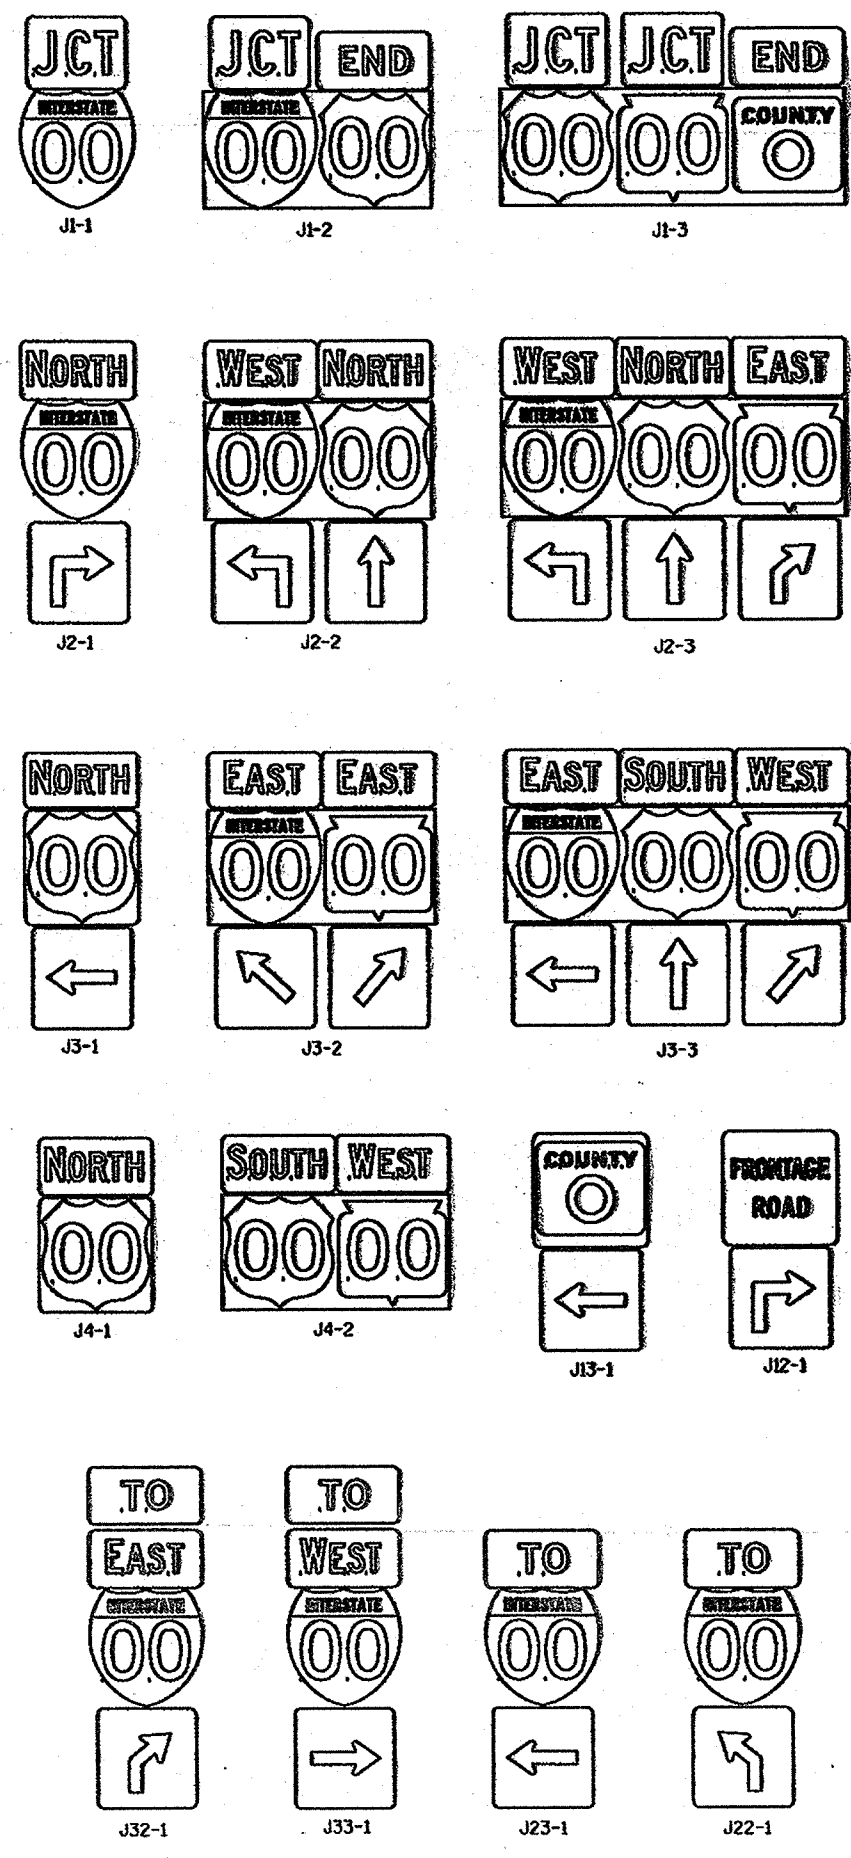 JCT JCT END JCT JCT END
INTERSTATE 00 INTERSTATE 00 00 00 00 COUNTY 0
J1-1 J1-2 J1-3
NORTH WEST NORTH WEST NORTH EAST
INTERSTATE INTERSTATE INTERSTATE
00 00 00 00 00 00
J2-1 J2-2 J2-3
NORTH EAST EAST EAST SOUTH WEST
INTERSTATE INTERSTATE
00 00 00 00 00 00
J3-1 J3-2 J3-3
NORTH SOUTH WEST COUNTY FRONTAGE
ROAD
00 00 00 0
J4-1 J4-2 J13-1 J12-1
TO TO
EAST WEST TO TO
INTERSTATE INTERSTATE INTERSTATE INTERSTATE
00 00 00 00
J32-1 J33-1 J23-1 J22-1